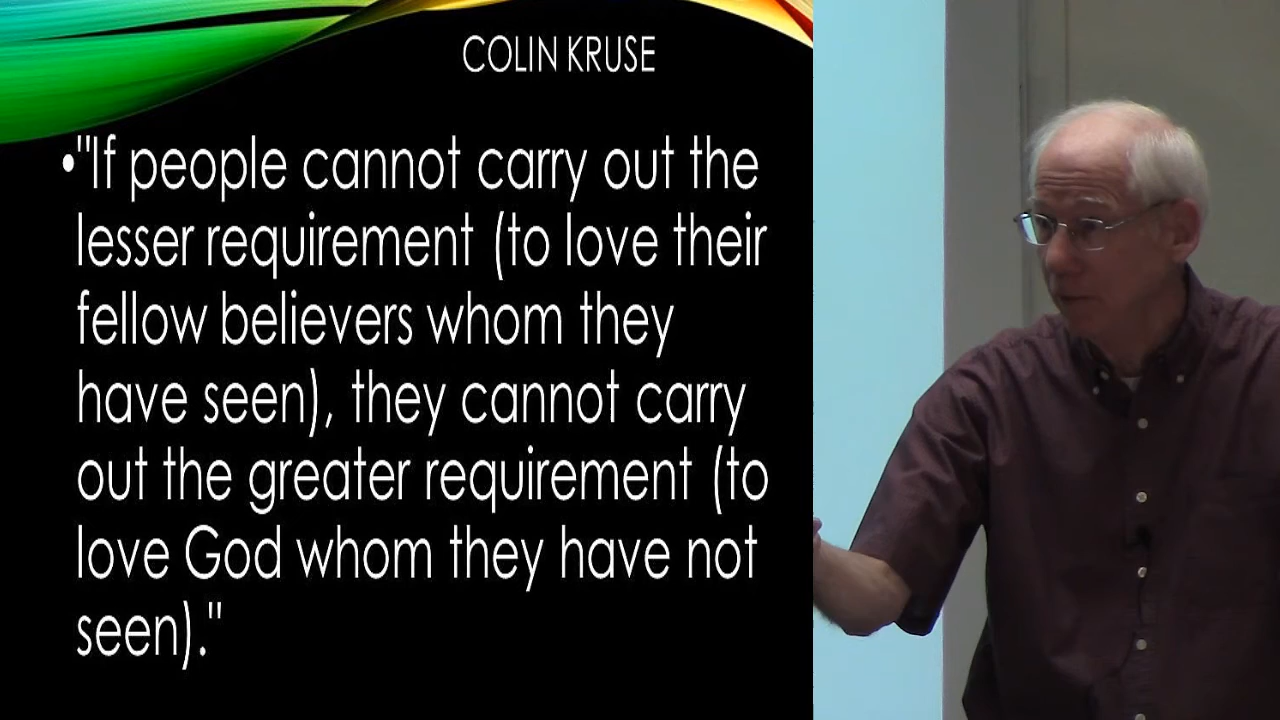 COLIN KRUSE
•"If people cannot carry out the
lesser requirement (to love their
fellow believers whom they
have seen), they cannot carry
out the greater requirement (to
love God whom they have not
seen)."